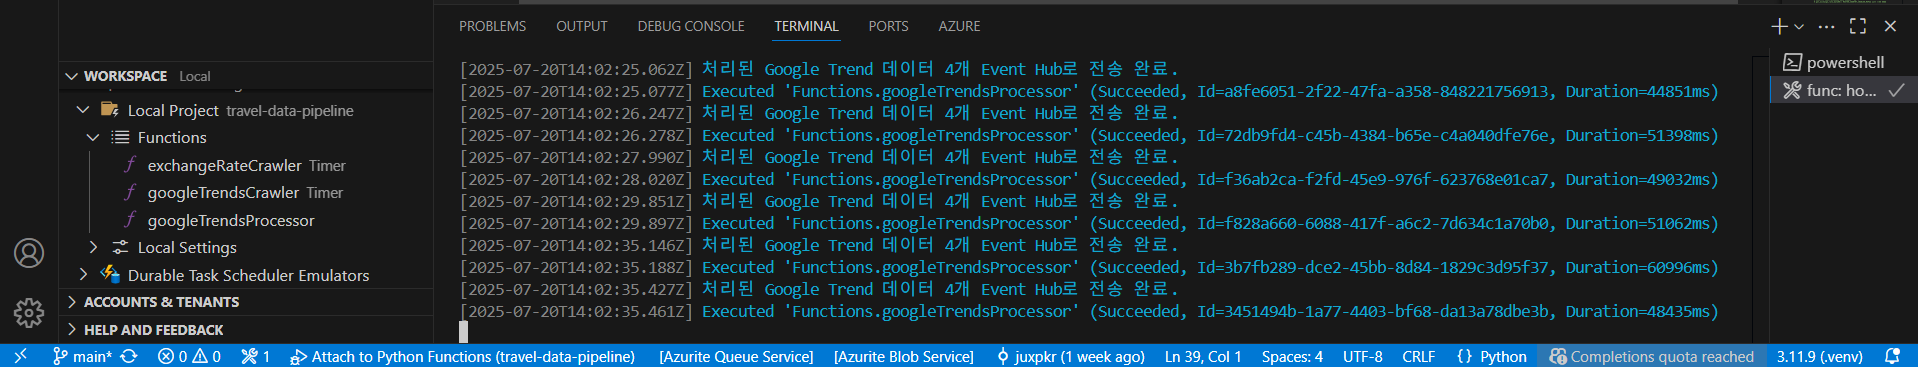 PROBLEMS OUTPUT DEBUG CONSOLE TERMINAL PORTS AZURE
WORKSPACE Local
Local Project travel-data-pipeline
Functions
exchangeRateCrawler Timer
googleTrendsCrawler Timer
googleTrendsProcessor
Local Settings
Durable Task Scheduler Emulators
ACCOUNTS & TENANTS
HELP AND FEEDBACK
[2025-07-20T14:02:25.062Z] 처리된 Google Trend 데이터 4개 Event Hub로 전송 완료.
[2025-07-20T14:02:25.077Z] Executed 'Functions.googleTrendsProcessor' (Succeeded, Id=a8fe6051-2f22-47fa-a358-848221756913, Duration=44851ms)
[2025-07-20T14:02:26.247Z] 처리된 Google Trend 데이터 4개 Event Hub로 전송 완료.
[2025-07-20T14:02:26.278Z] Executed 'Functions.googleTrendsProcessor' (Succeeded, Id=72db9fd4-c45b-4384-b65e-c4a040dfe76e, Duration=51398ms)
[2025-07-20T14:02:27.990Z] 처리된 Google Trend 데이터 4개 Event Hub로 전송 완료.
[2025-07-20T14:02:28.020Z] Executed 'Functions.googleTrendsProcessor' (Succeeded, Id=f36ab2ca-f2fd-45e9-976f-623768e01ca7, Duration=49032ms)
[2025-07-20T14:02:29.851Z] 처리된 Google Trend 데이터 4개 Event Hub로 전송 완료.
[2025-07-20T14:02:29.897Z] Executed 'Functions.googleTrendsProcessor' (Succeeded, Id=f828a660-6088-417f-a6c2-7d634c1a70b0, Duration=51062ms)
[2025-07-20T14:02:35.146Z] 처리된 Google Trend 데이터 4개 Event Hub로 전송 완료.
[2025-07-20T14:02:35.188Z] Executed 'Functions.googleTrendsProcessor' (Succeeded, Id=3b7fb289-dce2-45bb-8d84-1829c3d95f37, Duration=60996ms)
[2025-07-20T14:02:35.427Z] 처리된 Google Trend 데이터 4개 Event Hub로 전송 완료.
[2025-07-20T14:02:35.461Z] Executed 'Functions.googleTrendsProcessor' (Succeeded, Id=3451494b-1a77-4403-bf68-da13a78dbe3b, Duration=48435ms)
powershell
func: ho...
main* 0 0 1 Attach to Python Functions (travel-data-pipeline) [Azurite Queue Service] [Azurite Blob Service] juxpkr (1 week ago) Ln 39, Col 1 Spaces: 4 UTF-8 CRLF {} Python Completions quota reached 3.11.9 (.venv)